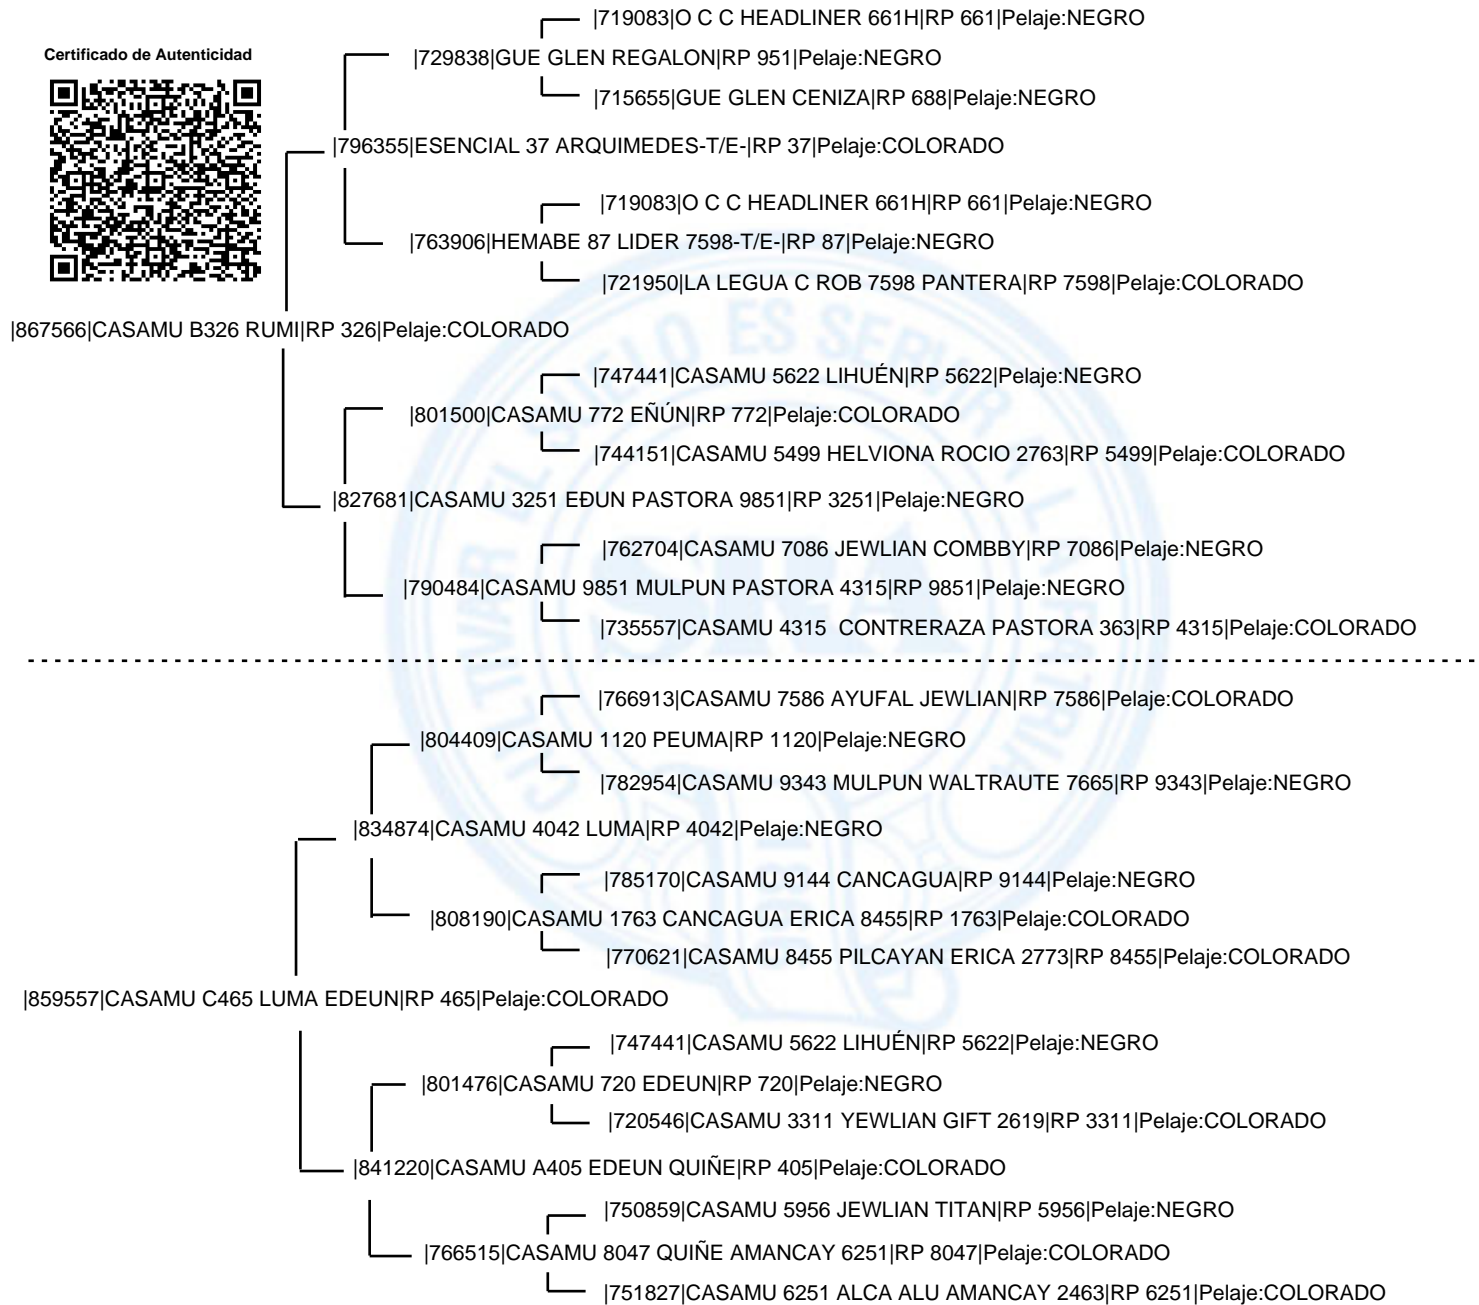 |719083|O C C HEADLINER 661H|RP 661|Pelaje:NEGRO
Certificado de Autenticidad
|729838|GUE GLEN REGALON|RP 951|Pelaje:NEGRO
|715655|GUE GLEN CENIZA|RP 688|Pelaje:NEGRO
|796355|ESENCIAL 37 ARQUIMEDES-T/E-|RP 37|Pelaje:COLORADO
|719083|O C C HEADLINER 661H|RP 661|Pelaje:NEGRO
|763906|HEMABE 87 LIDER 7598-T/E-|RP 87|Pelaje:NEGRO
|721950|LA LEGUA C ROB 7598 PANTERA|RP 7598|Pelaje:COLORADO
|867566|CASAMU B326 RUMI|RP 326|Pelaje:COLORADO
|747441|CASAMU 5622 LIHUÉN|RP 5622|Pelaje:NEGRO
|801500|CASAMU 772 EÑÚN|RP 772|Pelaje:COLORADO
|744151|CASAMU 5499 HELVIONA ROCIO 2763|RP 5499|Pelaje:COLORADO
|827681|CASAMU 3251 EÐUN PASTORA 9851|RP 3251|Pelaje:NEGRO
|762704|CASAMU 7086 JEWLIAN COMBBY|RP 7086|Pelaje:NEGRO
|790484|CASAMU 9851 MULPUN PASTORA 4315|RP 9851|Pelaje:NEGRO
|735557|CASAMU 4315  CONTRERAZA PASTORA 363|RP 4315|Pelaje:COLORADO
|766913|CASAMU 7586 AYUFAL JEWLIAN|RP 7586|Pelaje:COLORADO
|804409|CASAMU 1120 PEUMA|RP 1120|Pelaje:NEGRO
|782954|CASAMU 9343 MULPUN WALTRAUTE 7665|RP 9343|Pelaje:NEGRO
|834874|CASAMU 4042 LUMA|RP 4042|Pelaje:NEGRO
|785170|CASAMU 9144 CANCAGUA|RP 9144|Pelaje:NEGRO
|808190|CASAMU 1763 CANCAGUA ERICA 8455|RP 1763|Pelaje:COLORADO
|770621|CASAMU 8455 PILCAYAN ERICA 2773|RP 8455|Pelaje:COLORADO
|859557|CASAMU C465 LUMA EDEUN|RP 465|Pelaje:COLORADO
|747441|CASAMU 5622 LIHUÉN|RP 5622|Pelaje:NEGRO
|801476|CASAMU 720 EDEUN|RP 720|Pelaje:NEGRO
|720546|CASAMU 3311 YEWLIAN GIFT 2619|RP 3311|Pelaje:COLORADO
|841220|CASAMU A405 EDEUN QUIÑE|RP 405|Pelaje:COLORADO
|750859|CASAMU 5956 JEWLIAN TITAN|RP 5956|Pelaje:NEGRO
|766515|CASAMU 8047 QUIÑE AMANCAY 6251|RP 8047|Pelaje:COLORADO
|751827|CASAMU 6251 ALCA ALU AMANCAY 2463|RP 6251|Pelaje:COLORADO
CULTIVAR EL SUELO ES SERVIR A LA PATRIA
SRA
1866